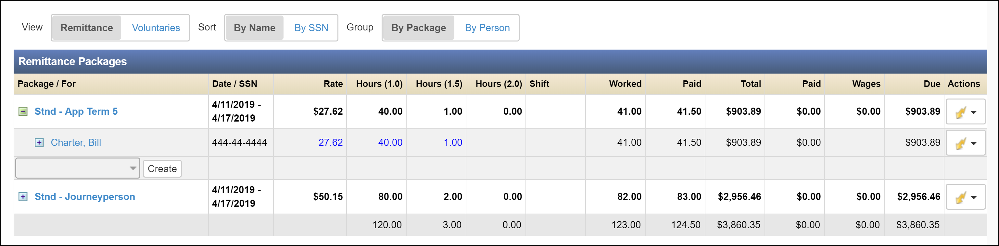 View Remittance Voluntaries Sort By Name By SSN Group By Package By Person
Remittance Packages
Package / For Date / SSN Rate Hours (1.0) Hours (1.5) Hours (2.0) Shift Worked Paid Total Paid Wages Due Actions
Stnd - App Term 5 4/11/2019 - $27.62 40.00 1.00 0.00 41.00 41.50 $903.89 $0.00 $0.00 $903.89
4/17/2019
Charter, Bill 444-44-4444 27.62 40.00 1.00 41.00 41.50 $903.89 $0.00 $903.89
Create
Stnd - Journeyperson 4/11/2019 - $50.15 80.00 2.00 0.00 82.00 83.00 $2,956.46 $0.00 $0.00 $2,956.46
4/17/2019
120.00 3.00 0.00 123.00 124.50 $3,860.35 $0.00 $0.00 $3,860.35